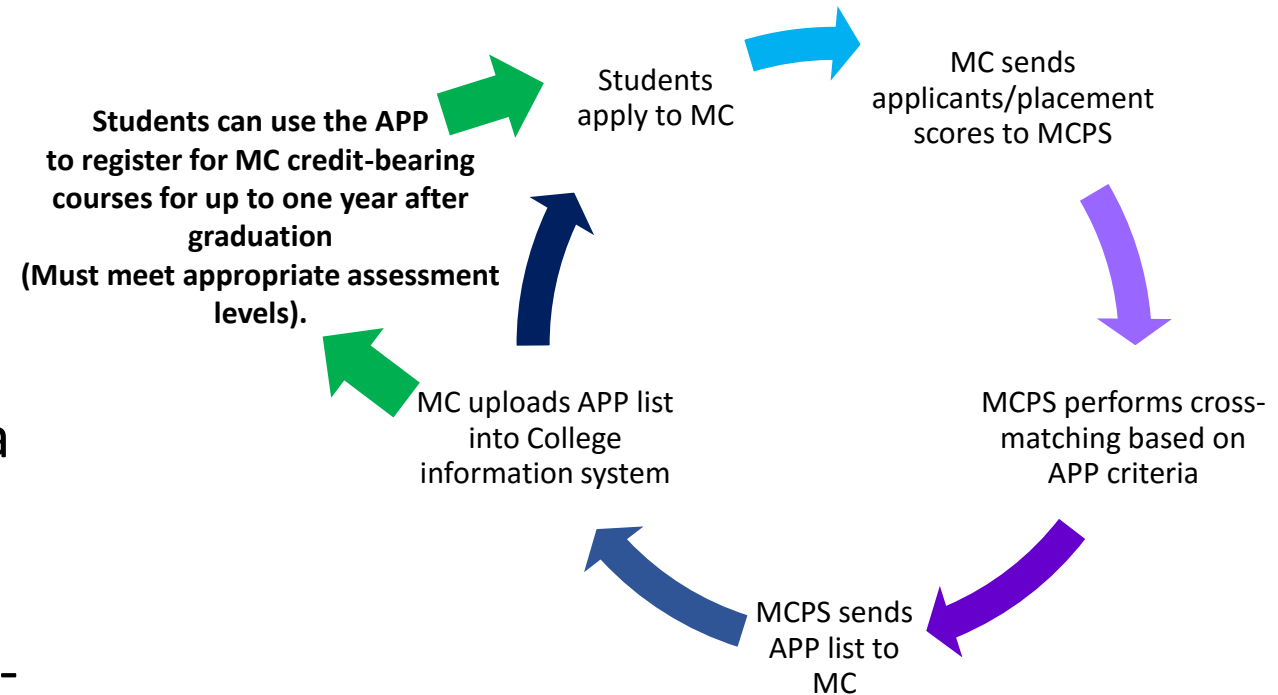 Students
apply to MC
MC sends
applicants/placement
scores to MCPS
MCPS performs cross-
matching based on
APP criteria
MCPS sends
APP list to
MC
MC uploads APP list
into College
information system
Students can use the APP
to register for MC credit-bearing
courses for up to one year after
graduation
(Must meet appropriate assessment
levels).
a
-